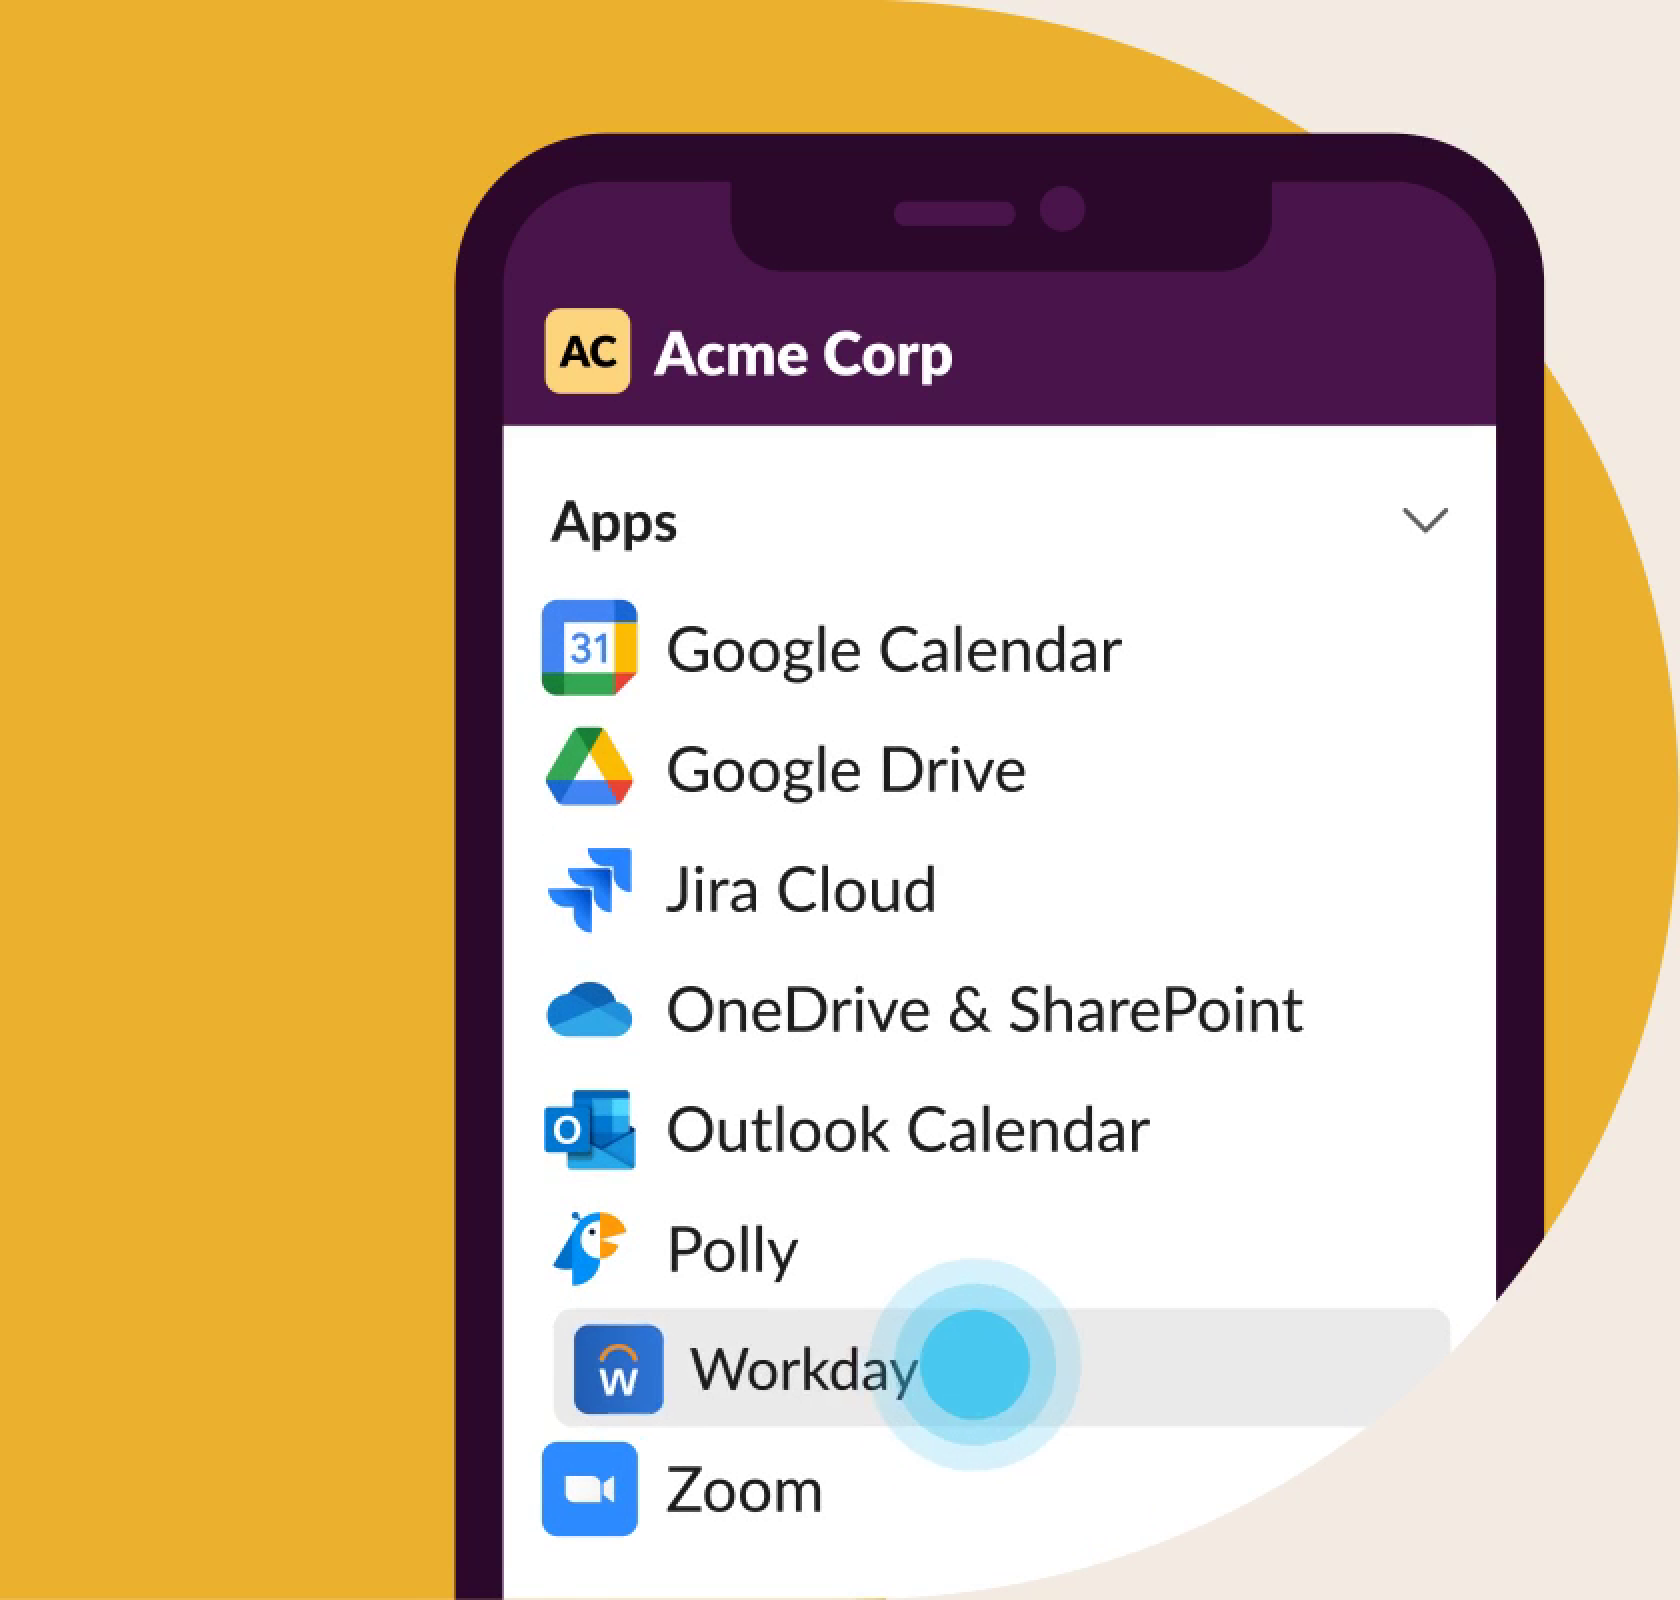 AC Acme Corp
Apps
31 Google Calendar
Google Drive
Jira Cloud
OneDrive & SharePoint
O Outlook Calendar
Polly
W Workday
Zoom